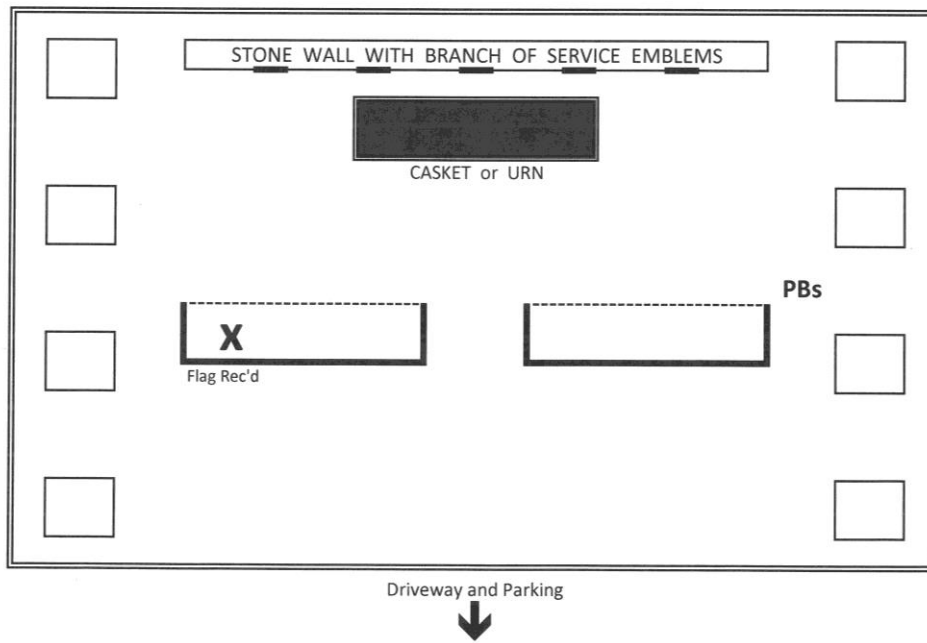 STONE WALL WITH BRANCH OF SERVICE EMBLEMS
CASKET or URN
PBs
X
Flag Rec'd
Driveway and Parking